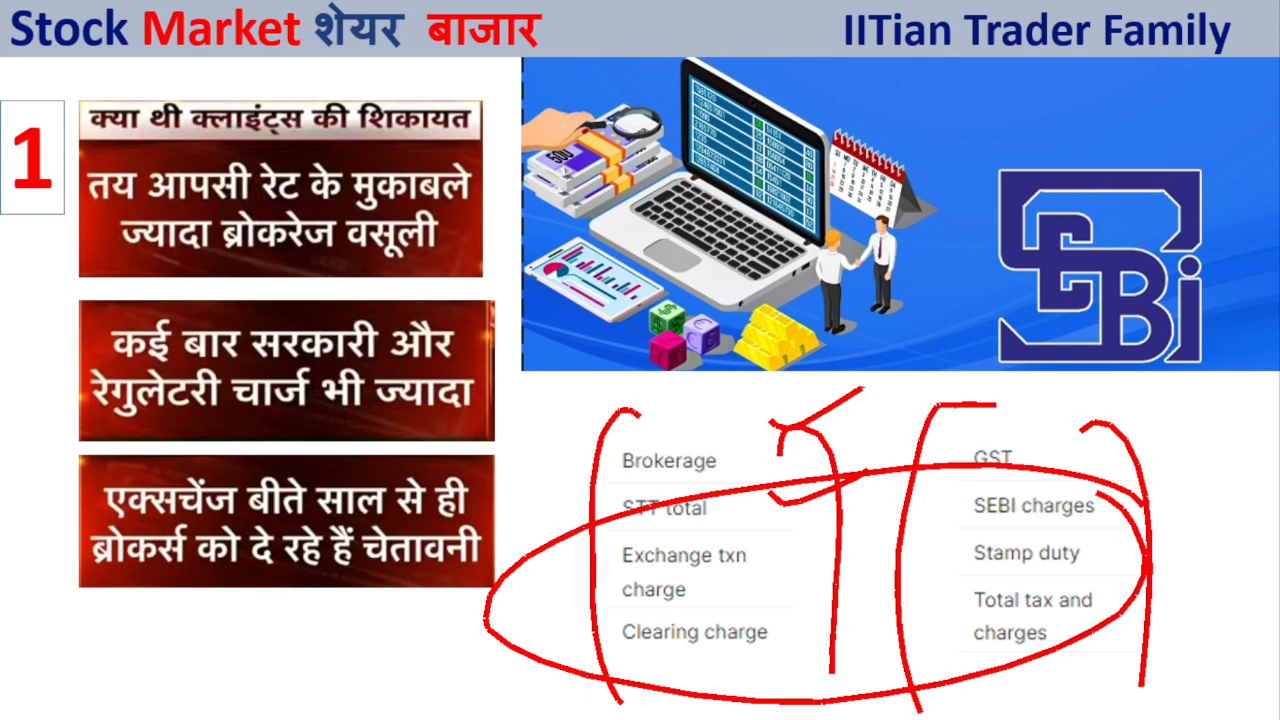 Stock Market शेयर बाजार
IITian Trader Family
1
क्या थी क्लाइंट्स की शिकायत
तय आपसी रेट के मुकाबले
ज्यादा ब्रोकरेज वसूली
कई बार सरकारी और
रेगुलेटरी चार्ज भी ज्यादा
एक्सचेंज बीते साल से ही
ब्रोकर्स को दे रहे हैं चेतावनी
SEBi
Brokerage
STT total
Exchange txn
charge
Clearing charge
GST
SEBI charges
Stamp duty
Total tax and
charges